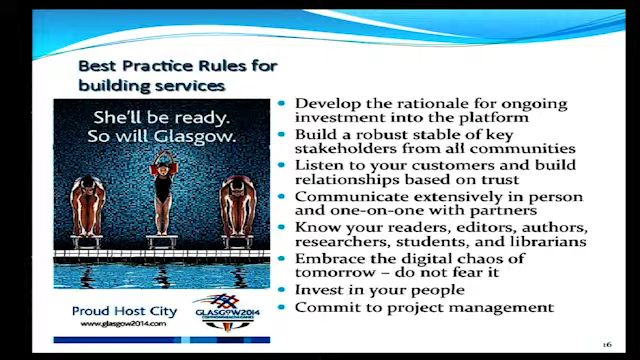 Best Practice Rules for
building services
She'll be ready.
So will Glasgow.
Proud Host City
www.glasgow2014.com
GLASGOW2014
COMMONWEALTH GAMES
• Develop the rationale for ongoing
investment into the platform
• Build a robust stable of key
stakeholders from all communities
• Listen to your customers and build
relationships based on trust
• Communicate extensively in person
and one-on-one with partners
• Know your readers, editors, authors,
researchers, students, and librarians
• Embrace the digital chaos of
tomorrow – do not fear it
• Invest in your people
• Commit to project management
16